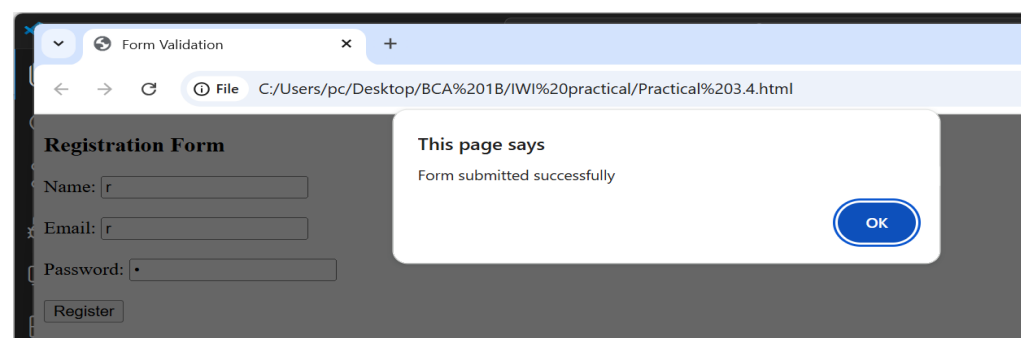 Form Validation
File C:/Users/pc/Desktop/BCA%201B/IWI%20practical/Practical%203.4.html
This page says
Form submitted successfully
OK
Registration Form
Name: r
Email: r
Password: •
Register